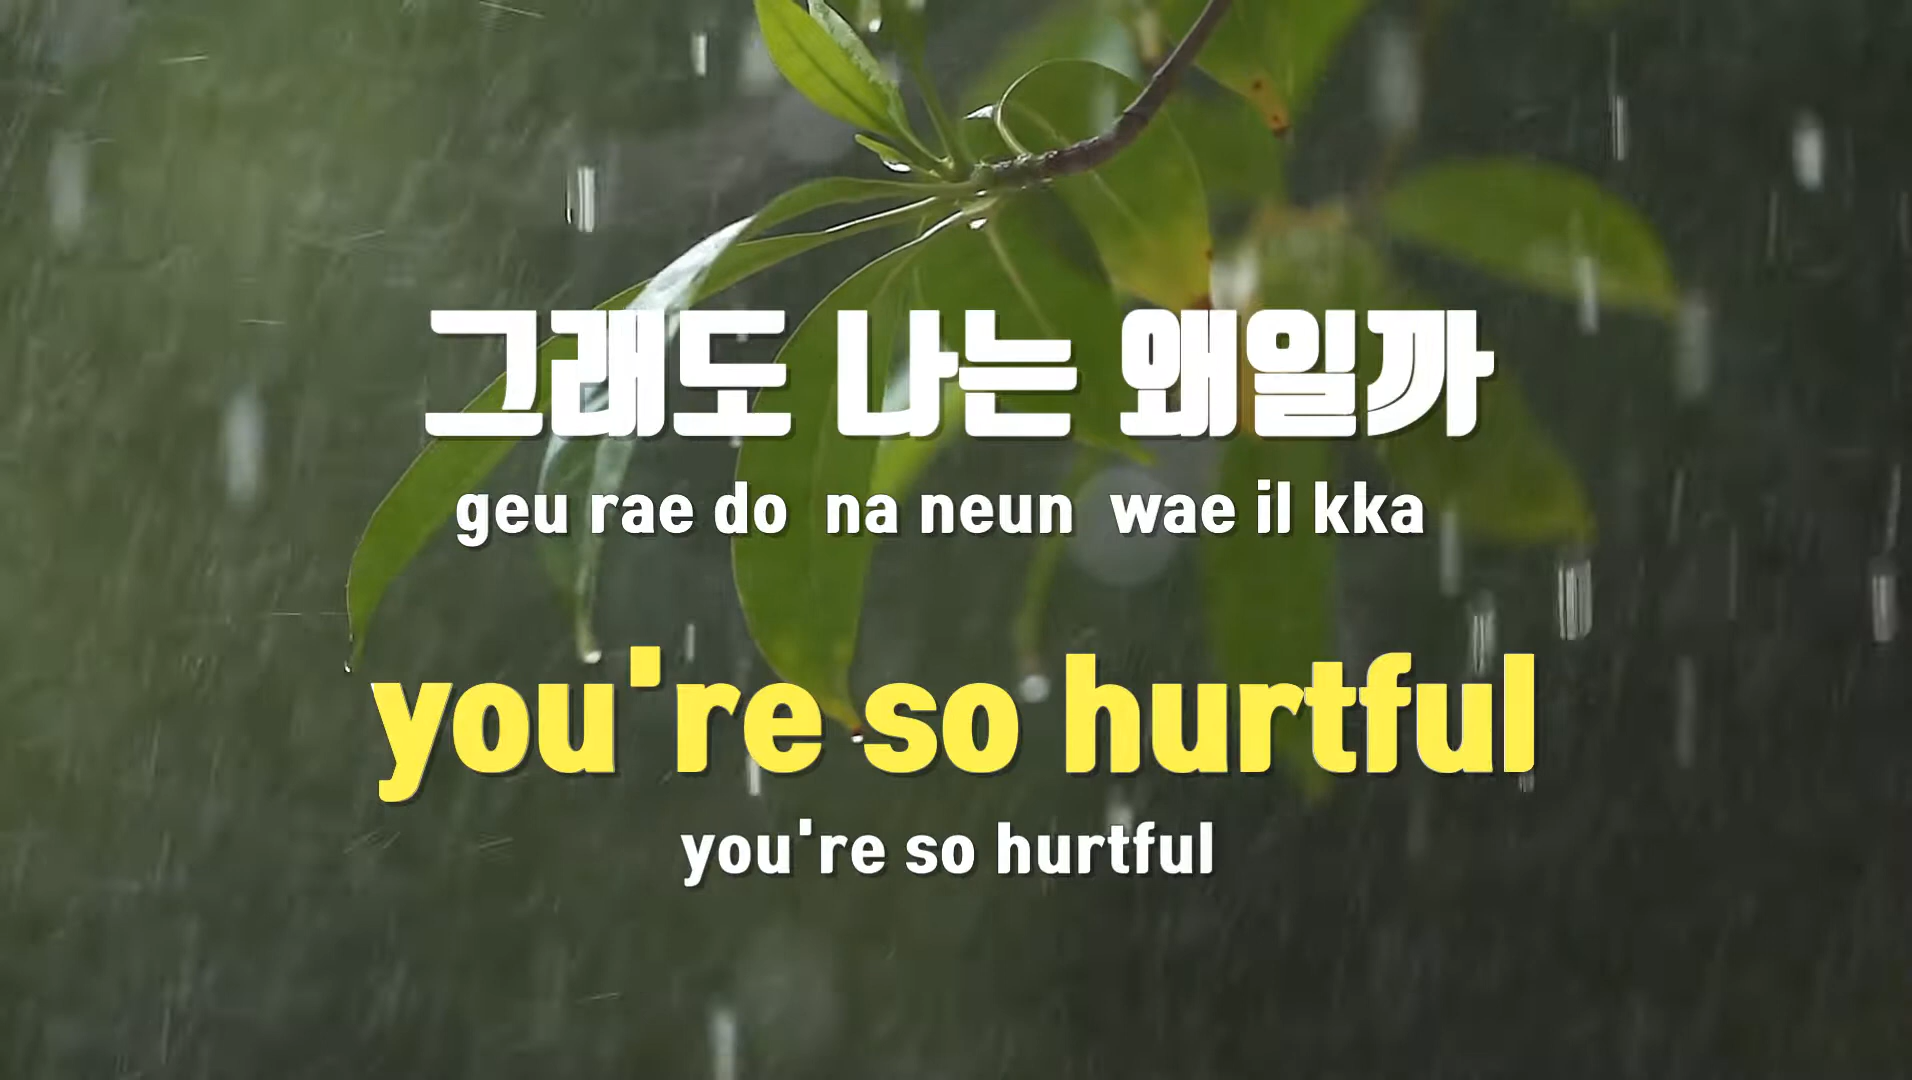 그래도 나는 왜일까
geu rae do na neun wae il kka
you're so hurtful
you're so hurtful